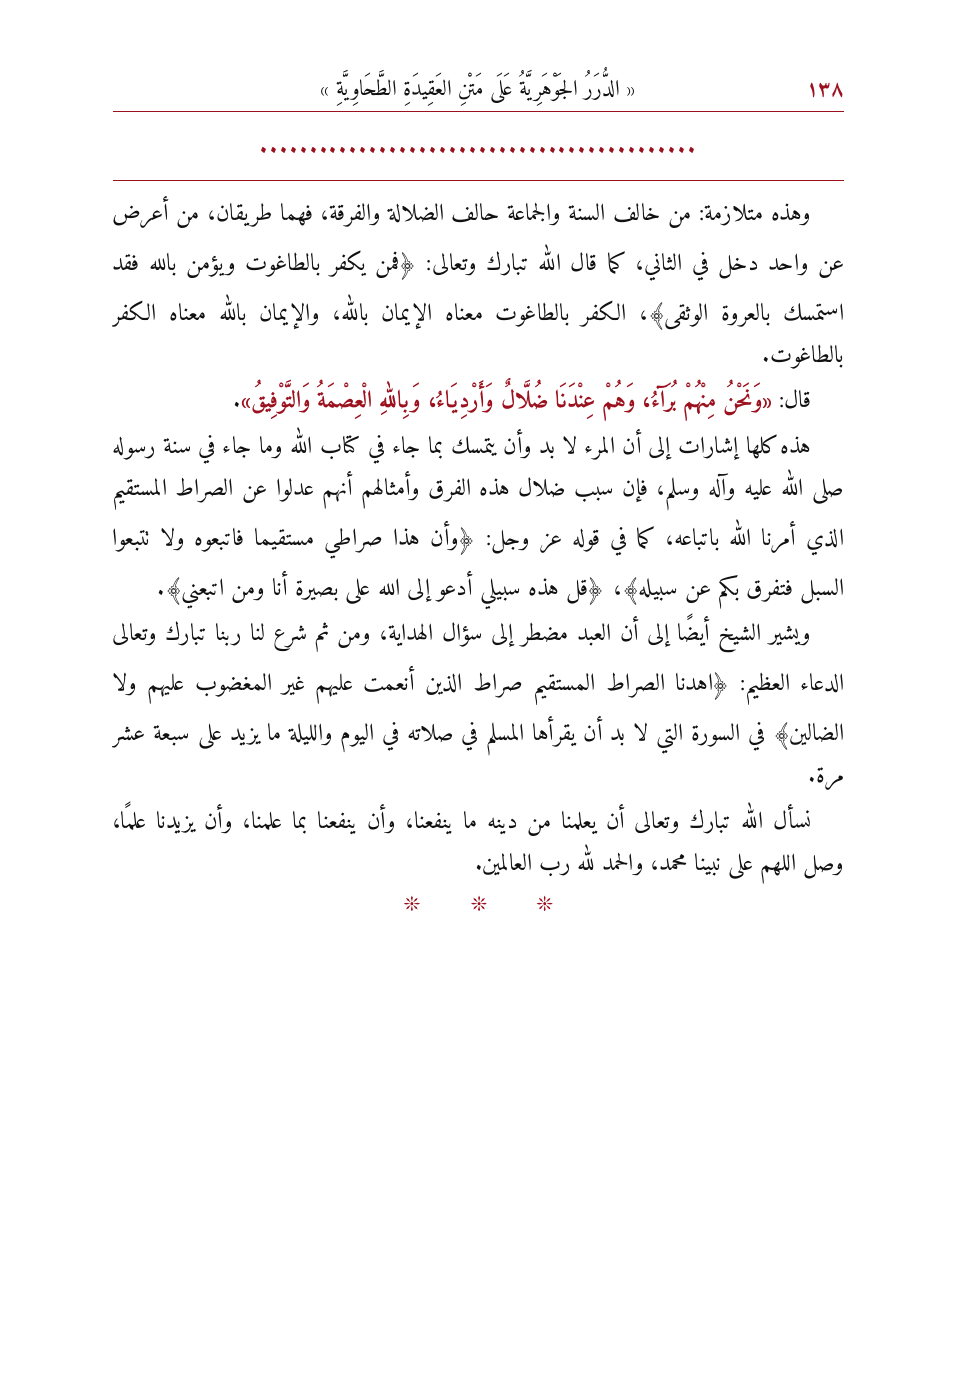 ١٣٨
« الدُّرَرُ الجَوْهَرِيَّةُ عَلَى مَتْنِ العَقِيدَةِ الطَّحَاوِيَّةِ »
وهذه متلازمة: من خالف السنة والجماعة حالف الضلالة والفرقة، فهما طريقان، من أعرض
عن واحد دخل في الثاني، كما قال الله تبارك وتعالى: ﴿فمن يكفر بالطاغوت ويؤمن بالله فقد
استمسك بالعروة الوثقى﴾، الكفر بالطاغوت معناه الإيمان بالله، والإيمان بالله معناه الكفر
بالطاغوت.
قال: «وَنَحْنُ مِنْهُمْ بُرَآءُ، وَهُمْ عِنْدَنَا ضُلَّالٌ وَأَرْدِيَاءُ، وَبِاللهِ الْعِصْمَةُ وَالتَّوْفِيقُ».
هذه كلها إشارات إلى أن المرء لا بد وأن يتمسك بما جاء في كتاب الله وما جاء في سنة رسوله
صلى الله عليه وآله وسلم، فإن سبب ضلال هذه الفرق وأمثالهم أنهم عدلوا عن الصراط المستقيم
الذي أمرنا الله باتباعه، كما في قوله عز وجل: ﴿وأن هذا صراطي مستقيما فاتبعوه ولا تتبعوا
السبل فتفرق بكم عن سبيله﴾، ﴿قل هذه سبيلي أدعو إلى الله على بصيرة أنا ومن اتبعني﴾.
ويشير الشيخ أيضًا إلى أن العبد مضطر إلى سؤال الهداية، ومن ثم شرع لنا ربنا تبارك وتعالى
الدعاء العظيم: ﴿اهدنا الصراط المستقيم صراط الذين أنعمت عليهم غير المغضوب عليهم ولا
الضالين﴾ في السورة التي لا بد أن يقرأها المسلم في صلاته في اليوم والليلة ما يزيد على سبعة عشر
مرة.
نسأل الله تبارك وتعالى أن يعلمنا من دينه ما ينفعنا، وأن ينفعنا بما علمنا، وأن يزيدنا علمًا،
وصل اللهم على نبينا محمد، والحمد لله رب العالمين.